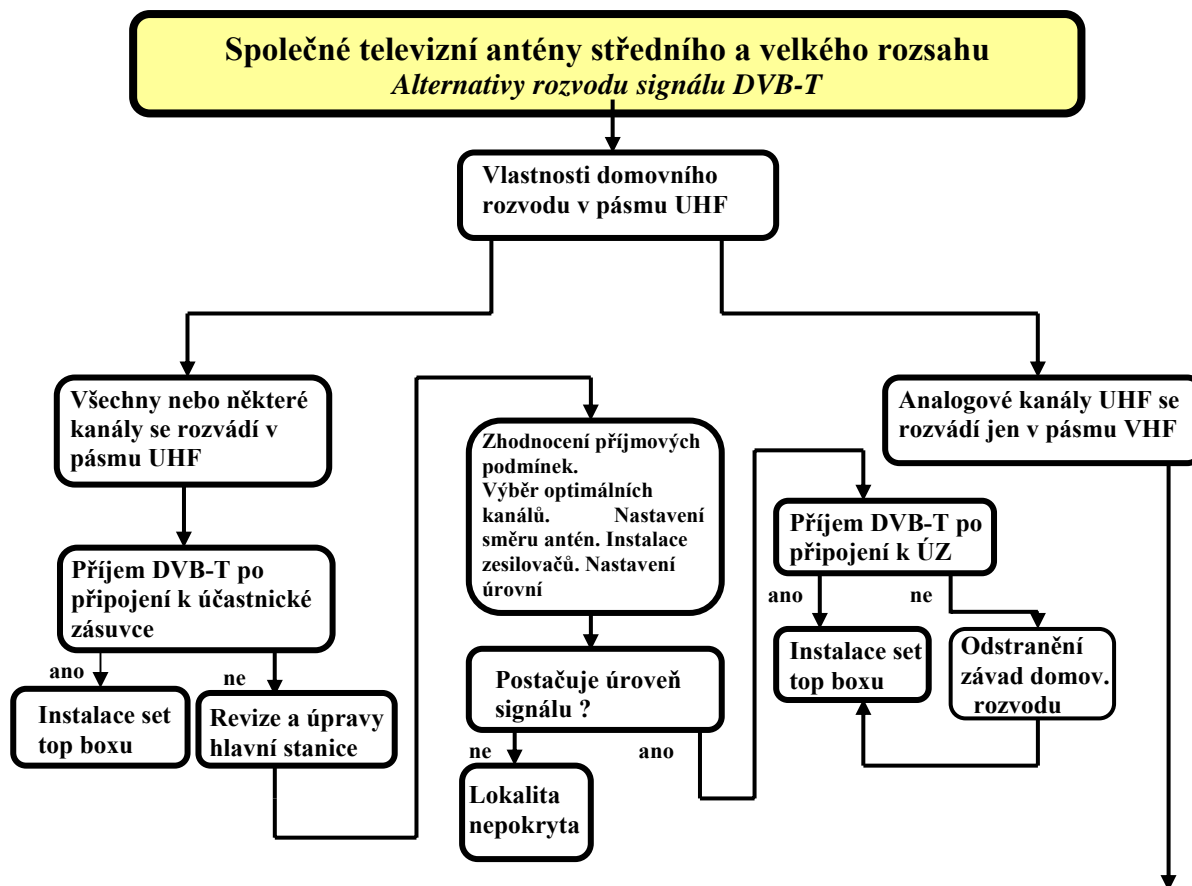 Společné televizní antény středního a velkého rozsahu
Alternativy rozvodu signálu DVB-T
Vlastnosti domovního
rozvodu v pásmu UHF
Všechny nebo některé
kanály se rozvádí v
pásmu UHF
Příjem DVB-T po
připojení k účastnické
zásuvce
ano
ne
Instalace set
top boxu
Revize a úpravy
hlavní stanice
Zhodnocení příjmových
podmínek.
Výběr optimálních
kanálů. Nastavení
směru antén. Instalace
zesilovačů. Nastavení
úrovní
Postačuje úroveň
signálu ?
ne
ano
Lokalita
nepokryta
Analogové kanály UHF se
rozvádí jen v pásmu VHF
Příjem DVB-T po
připojení k ÚZ
ano
ne
Instalace set
top boxu
Odstranění
závad domov.
rozvodu